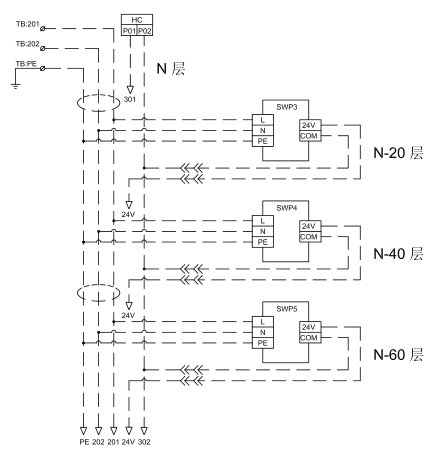 HC
TB:201
P01 P02
TB:202
N 层
TB:PE
301
SWP3
L
24V
N
COM
PE
N-20 层
24V
SWP4
L
24V
N
COM
PE
N-40 层
24V
SWP5
L
24V
N
COM
PE
N-60 层
PE 202 201 24V 302